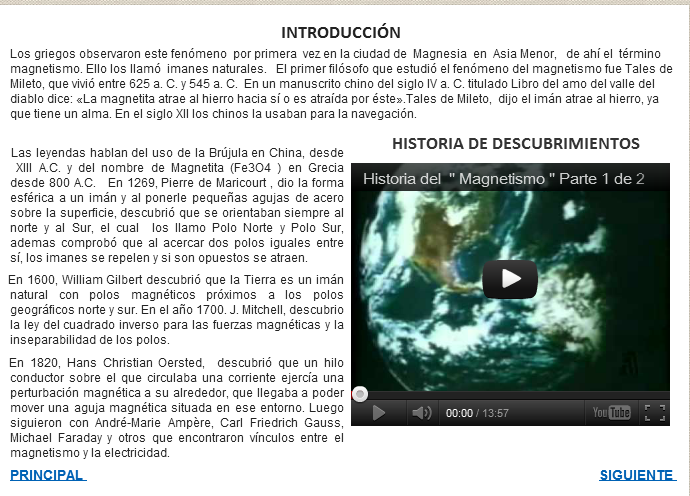 INTRODUCCIÓN
Los griegos observaron este fenómeno por primera vez en la ciudad de Magnesia en Asia Menor, de ahí el término
magnetismo. Ello los llamó imanes naturales. El primer filósofo que estudió el fenómeno del magnetismo fue Tales de
Mileto, que vivió entre 625 a. C. y 545 a. C. En un manuscrito chino del siglo IV a. C. titulado Libro del amo del valle del
diablo dice: «La magnetita atrae al hierro hacia sí o es atraída por éste».Tales de Mileto, dijo el imán atrae al hierro, ya
que tiene un alma. En el siglo XII los chinos la usaban para la navegación.
Las leyendas hablan del uso de la Brújula en China, desde
XIII A.C. y del nombre de Magnetita (Fe3O4 ) en Grecia
desde 800 A.C. En 1269, Pierre de Maricourt , dio la forma
esférica a un imán y al ponerle pequeñas agujas de acero
sobre la superficie, descubrió que se orientaban siempre al
norte y al Sur, el cual los llamo Polo Norte y Polo Sur,
ademas comprobó que al acercar dos polos iguales entre
sí, los imanes se repelen y si son opuestos se atraen.
En 1600, William Gilbert descubrió que la Tierra es un imán
natural con polos magnéticos próximos a los polos
geográficos norte y sur. En el año 1700. J. Mitchell, descubrio
la ley del cuadrado inverso para las fuerzas magnéticas y la
inseparabilidad de los polos.
En 1820, Hans Christian Oersted, descubrió que un hilo
conductor sobre el que circulaba una corriente ejercía una
perturbación magnética a su alrededor, que llegaba a poder
mover una aguja magnética situada en ese entorno. Luego
siguieron con André-Marie Ampère, Carl Friedrich Gauss,
Michael Faraday y otros que encontraron vínculos entre el
magnetismo y la electricidad.
HISTORIA DE DESCUBRIMIENTOS
Historia del " Magnetismo " Parte 1 de 2
00:00 / 13:57
YouTube
PRINCIPAL
SIGUIENTE